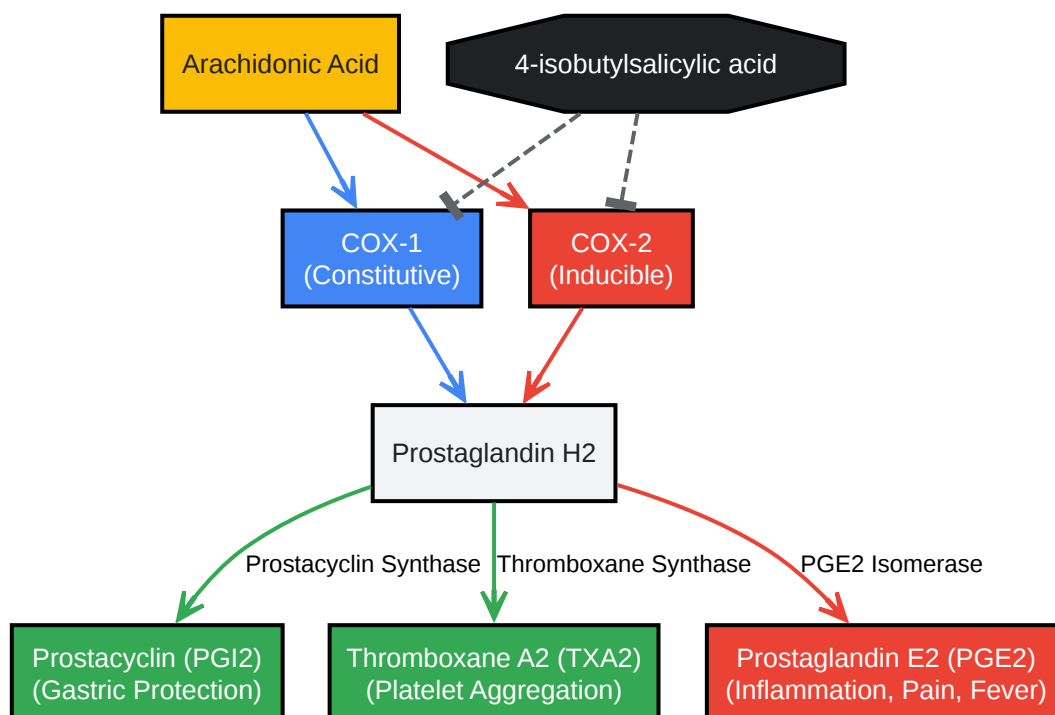 Arachidonic Acid
4-isobutylsalicylic acid
COX-1
(Constitutive)
COX-2
(Inducible)
Prostaglandin H2
Prostacyclin Synthase
Thromboxane Synthase
PGE2 Isomerase
Prostacyclin (PGI2)
(Gastric Protection)
Thromboxane A2 (TXA2)
(Platelet Aggregation)
Prostaglandin E2 (PGE2)
(Inflammation, Pain, Fever)